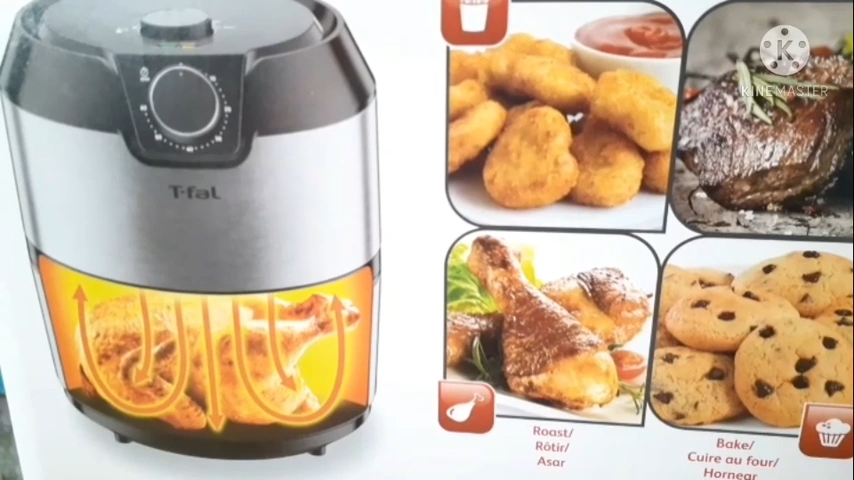 KINEMASTER
T-faL
Roast/
Rôtir/
Asar
Bake/
Cuire au four/
Hornear